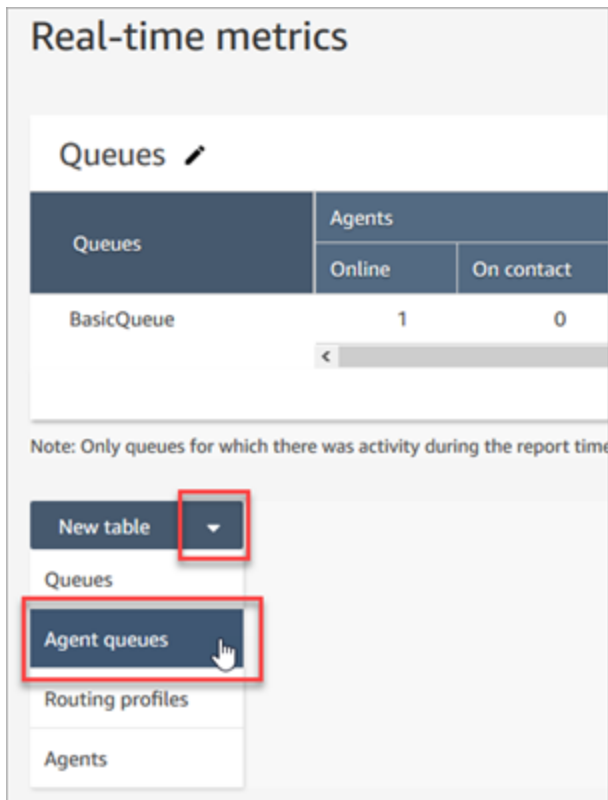 Real-time metrics
Queues
Queues
Agents
Online
On contact
BasicQueue
1
0
Note: Only queues for which there was activity during the report time
New table
Queues
Agent queues
Routing profiles
Agents